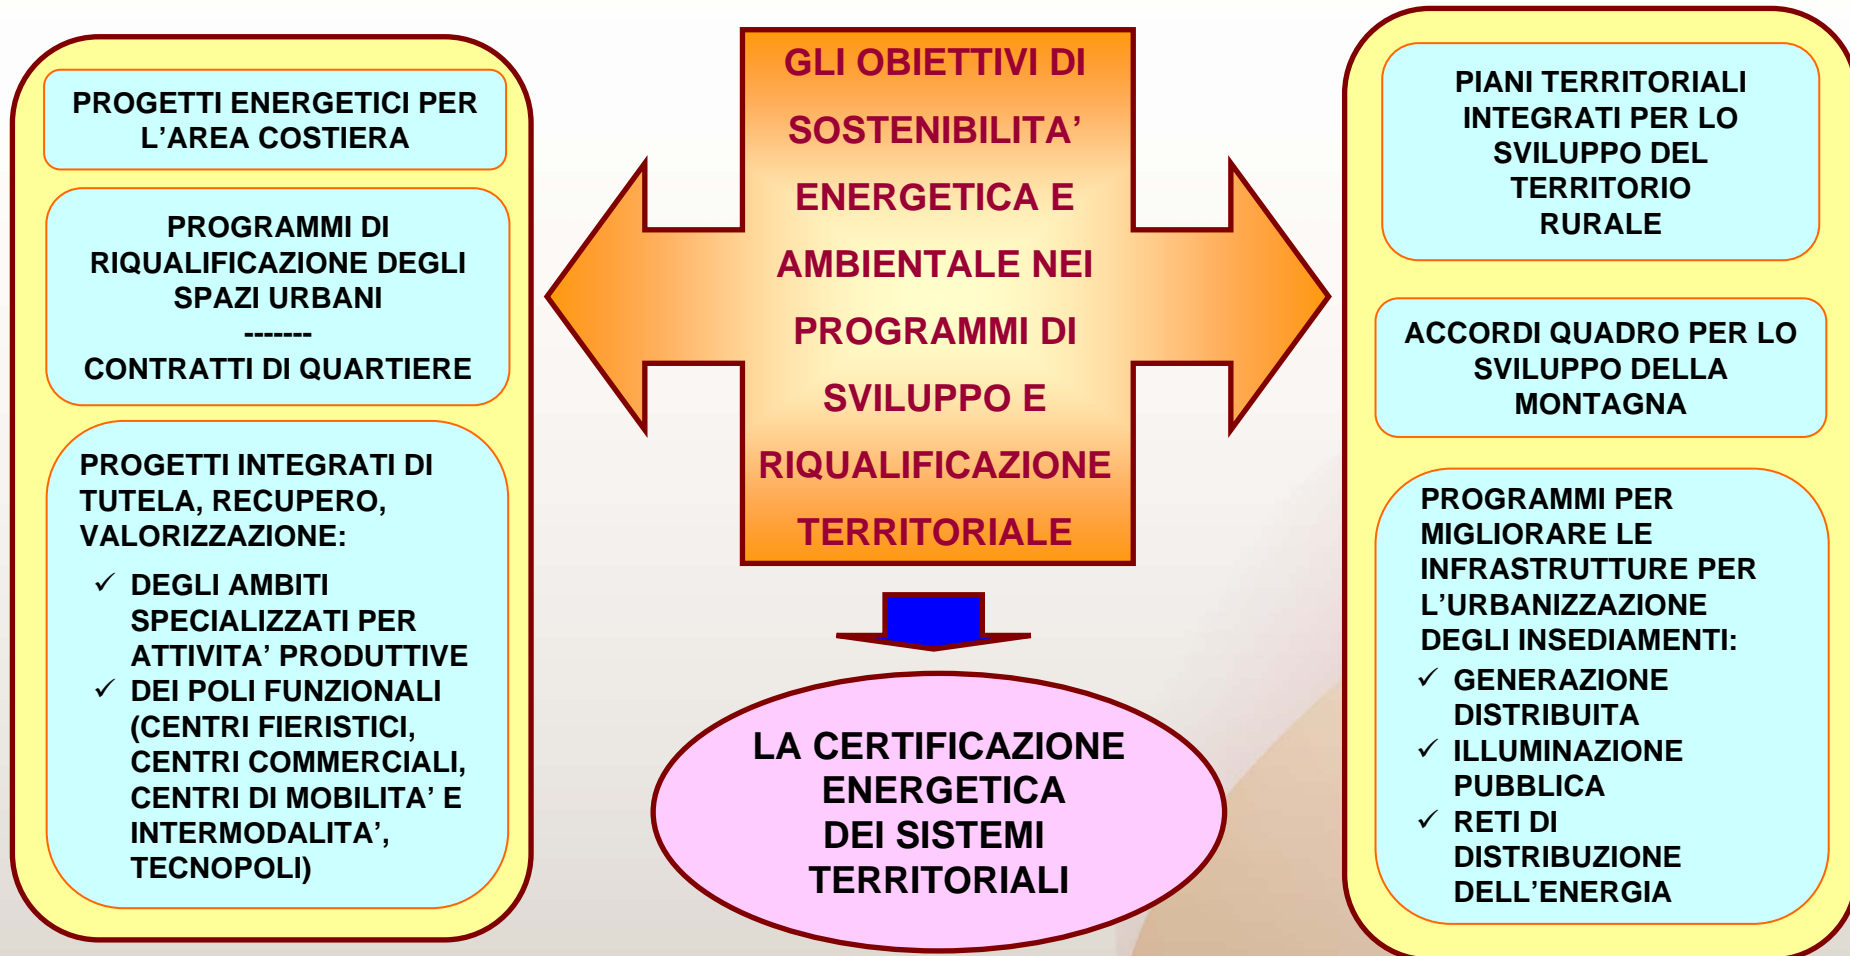 PROGETTI ENERGETICI PER
L’AREA COSTIERA
PROGRAMMI DI
RIQUALIFICAZIONE DEGLI
SPAZI URBANI
-------
CONTRATTI DI QUARTIERE
PROGETTI INTEGRATI DI
TUTELA, RECUPERO,
VALORIZZAZIONE:
✓ DEGLI AMBITI
SPECIALIZZATI PER
ATTIVITA’ PRODUTTIVE
✓ DEI POLI FUNZIONALI
(CENTRI FIERISTICI,
CENTRI COMMERCIALI,
CENTRI DI MOBILITA’ E
INTERMODALITA’,
TECNOPOLI)
GLI OBIETTIVI DI
SOSTENIBILITA’
ENERGETICA E
AMBIENTALE NEI
PROGRAMMI DI
SVILUPPO E
RIQUALIFICAZIONE
TERRITORIALE
LA CERTIFICAZIONE
ENERGETICA
DEI SISTEMI
TERRITORIALI
PIANI TERRITORIALI
INTEGRATI PER LO
SVILUPPO DEL
TERRITORIO
RURALE
ACCORDI QUADRO PER LO
SVILUPPO DELLA
MONTAGNA
PROGRAMMI PER
MIGLIORARE LE
INFRASTRUTTURE PER
L’URBANIZZAZIONE
DEGLI INSEDIAMENTI:
✓ GENERAZIONE
DISTRIBUITA
✓ ILLUMINAZIONE
PUBBLICA
✓ RETI DI
DISTRIBUZIONE
DELL’ENERGIA